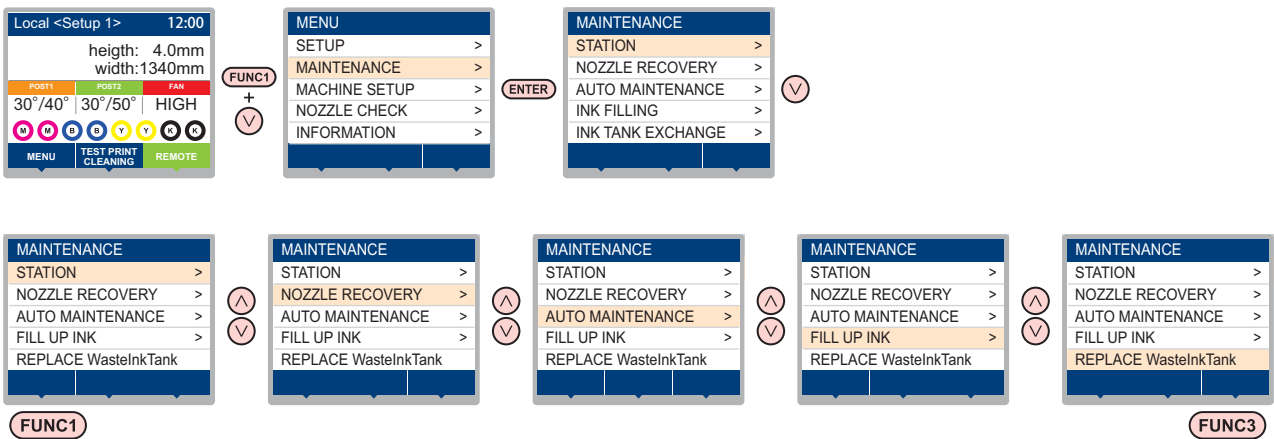 Local <Setup 1> 12:00
heigth: 4.0mm
width:1340mm
POST1 POST2 FAN
30°/40° 30°/50° HIGH
M M B B Y Y K K
MENU TEST PRINT CLEANING REMOTE
FUNC1
+
MENU
SETUP >
MAINTENANCE >
MACHINE SETUP >
NOZZLE CHECK >
INFORMATION >
ENTER
MAINTENANCE
STATION >
NOZZLE RECOVERY >
AUTO MAINTENANCE >
INK FILLING >
INK TANK EXCHANGE >
MAINTENANCE
STATION >
NOZZLE RECOVERY >
AUTO MAINTENANCE >
FILL UP INK >
REPLACE WasteInkTank
FUNC1
MAINTENANCE
STATION >
NOZZLE RECOVERY >
AUTO MAINTENANCE >
FILL UP INK >
REPLACE WasteInkTank
MAINTENANCE
STATION >
NOZZLE RECOVERY >
AUTO MAINTENANCE >
FILL UP INK >
REPLACE WasteInkTank
MAINTENANCE
STATION >
NOZZLE RECOVERY >
AUTO MAINTENANCE >
FILL UP INK >
REPLACE WasteInkTank
MAINTENANCE
STATION >
NOZZLE RECOVERY >
AUTO MAINTENANCE >
FILL UP INK >
REPLACE WasteInkTank
FUNC3